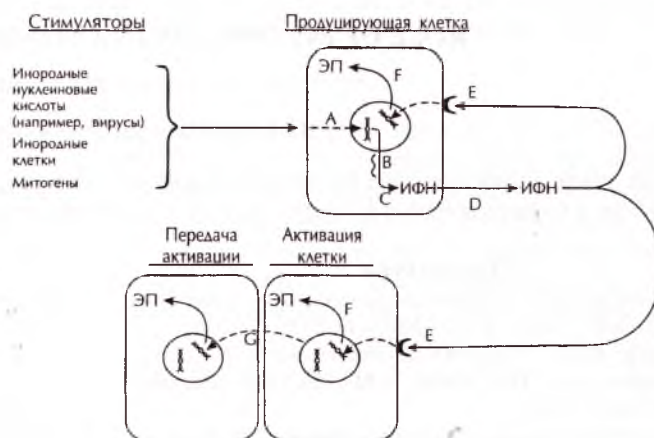 Стимуляторы
Инородные
нуклеиновые
кислоты
(например, вирусы)
Инородные
клетки
Митогены
Продуцирующая клетка
ЭП
F
E
A
B
C
ИФН
D
ИФН
Передача
активации
Активация
клетки
ЭП
ЭП
F
G
E